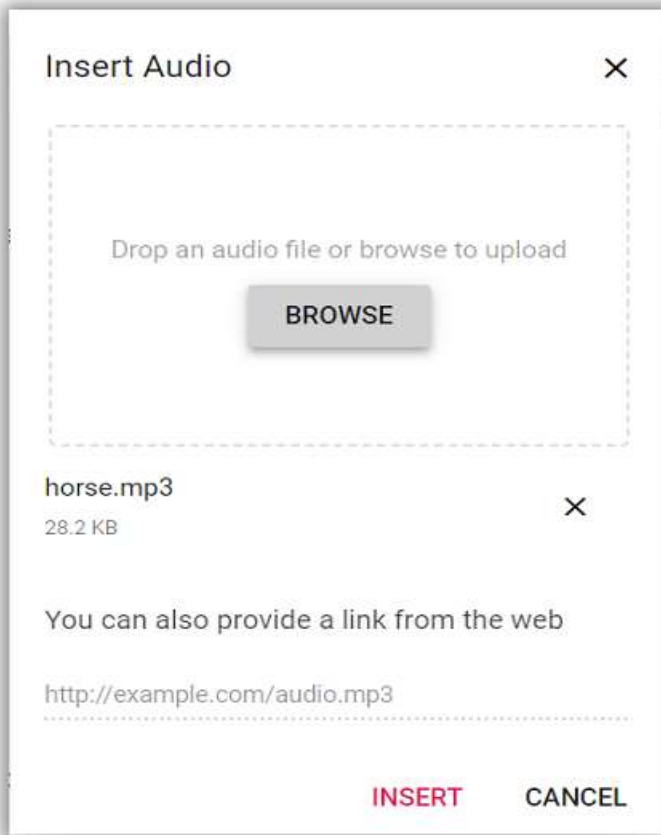 Insert Audio
Drop an audio file or browse to upload
BROWSE
horse.mp3
28.2 KB
You can also provide a link from the web
http://example.com/audio.mp3
INSERT CANCEL